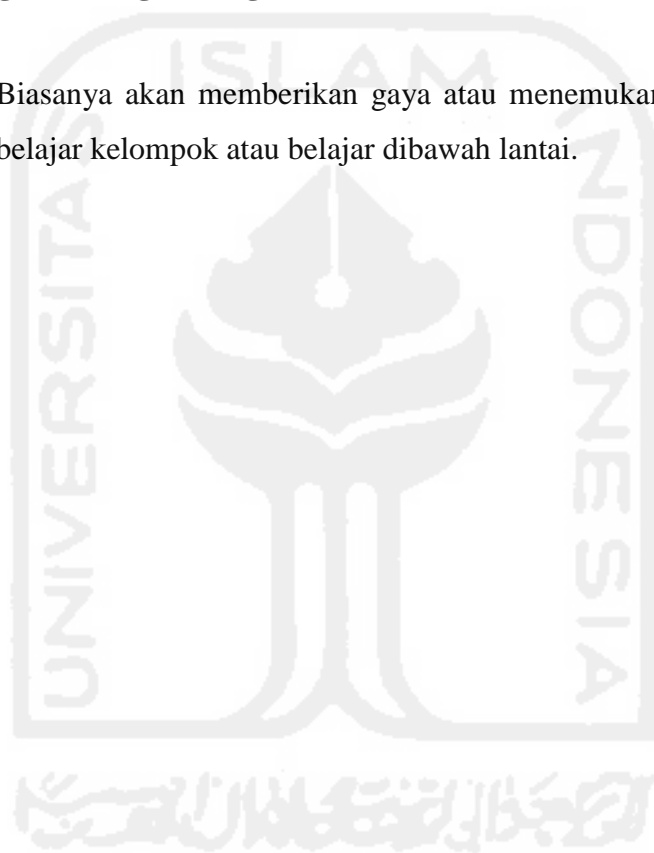 ISLAM
Biasanya akan memberikan gaya atau menemukan
belajar kelompok atau belajar dibawah lantai.
UNIVERSITAS
INDONESIA